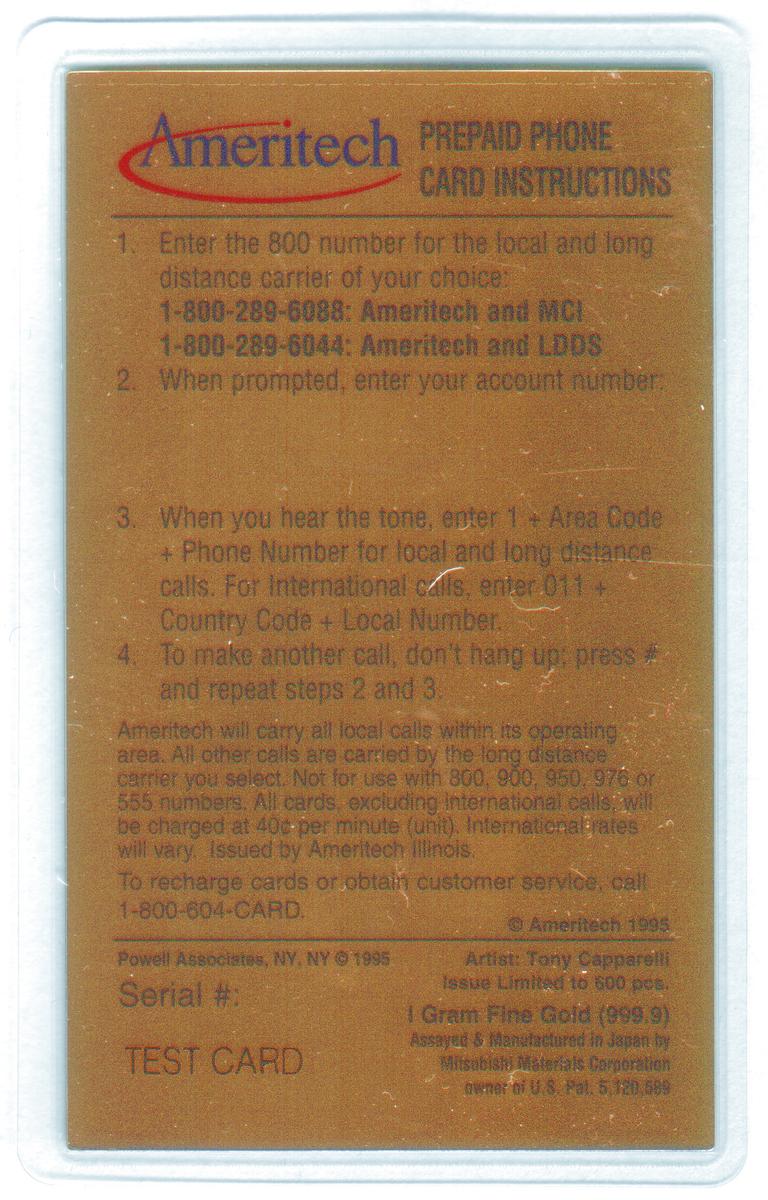 Ameritech
PREPAID PHONE
CARD INSTRUCTIONS
1. Enter the 800 number for the local and long
distance carrier of your choice:
1-800-289-6088: Ameritech and MCI
1-800-289-6044: Ameritech and LDDS
2. When prompted, enter your account number:
3. When you hear the tone, enter 1 + Area Code
+ Phone Number for local and long distance
calls. For International calls, enter 011 +
Country Code + Local Number.
4. To make another call, don't hang up; press #
and repeat steps 2 and 3.
Ameritech will carry all local calls within its operating
area. All other calls are carried by the long distance
carrier you select. Not for use with 800, 900, 950, 976 or
555 numbers. All cards, excluding international calls, will
be charged at 40¢ per minute (unit). International rates
will vary. Issued by Ameritech Illinois.
To recharge cards or obtain customer service, call
1-800-604-CARD.
© Ameritech 1995
Powell Associates, NY, NY © 1995
Serial #:
TEST CARD
Artist: Tony Capparelli
Issue Limited to 600 pcs.
I Gram Fine Gold (999.9)
Assayed & Manufactured in Japan by
Mitsubishi Materials Corporation
owner of U.S. Pat. 5,120,589